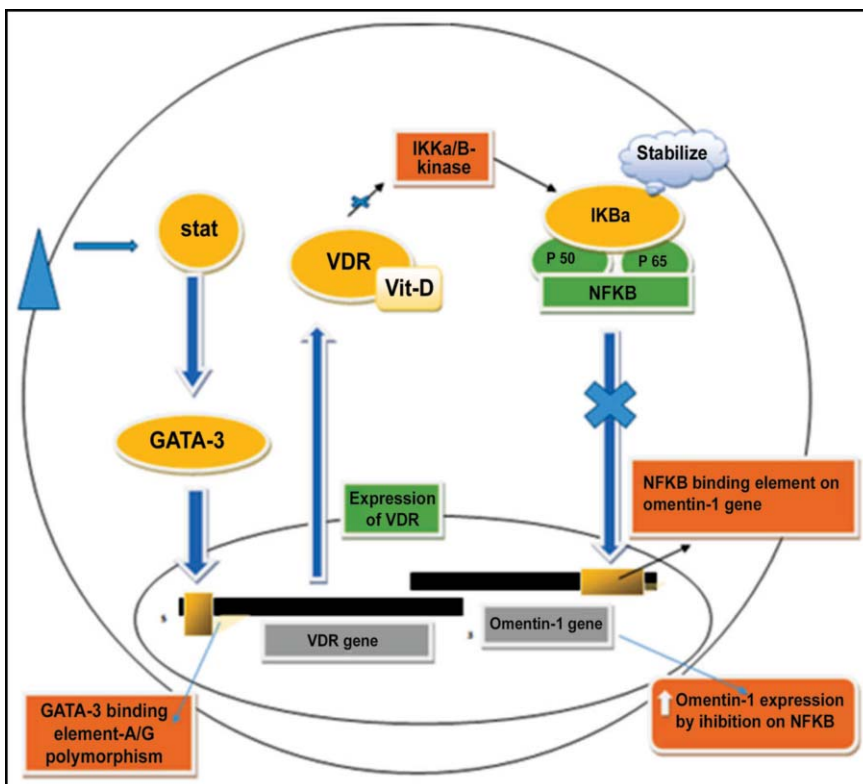 Stabilize
IKKa/B-
kinase
IKBa
stat
P 50
P 65
VDR
Vit-D
NFKB
GATA-3
NFKB binding element on
omentin-1 gene
Expression
of VDR
5
VDR gene
3
Omentin-1 gene
GATA-3 binding
element-A/G
polymorphism
Omentin-1 expression
by ihibition on NFKB